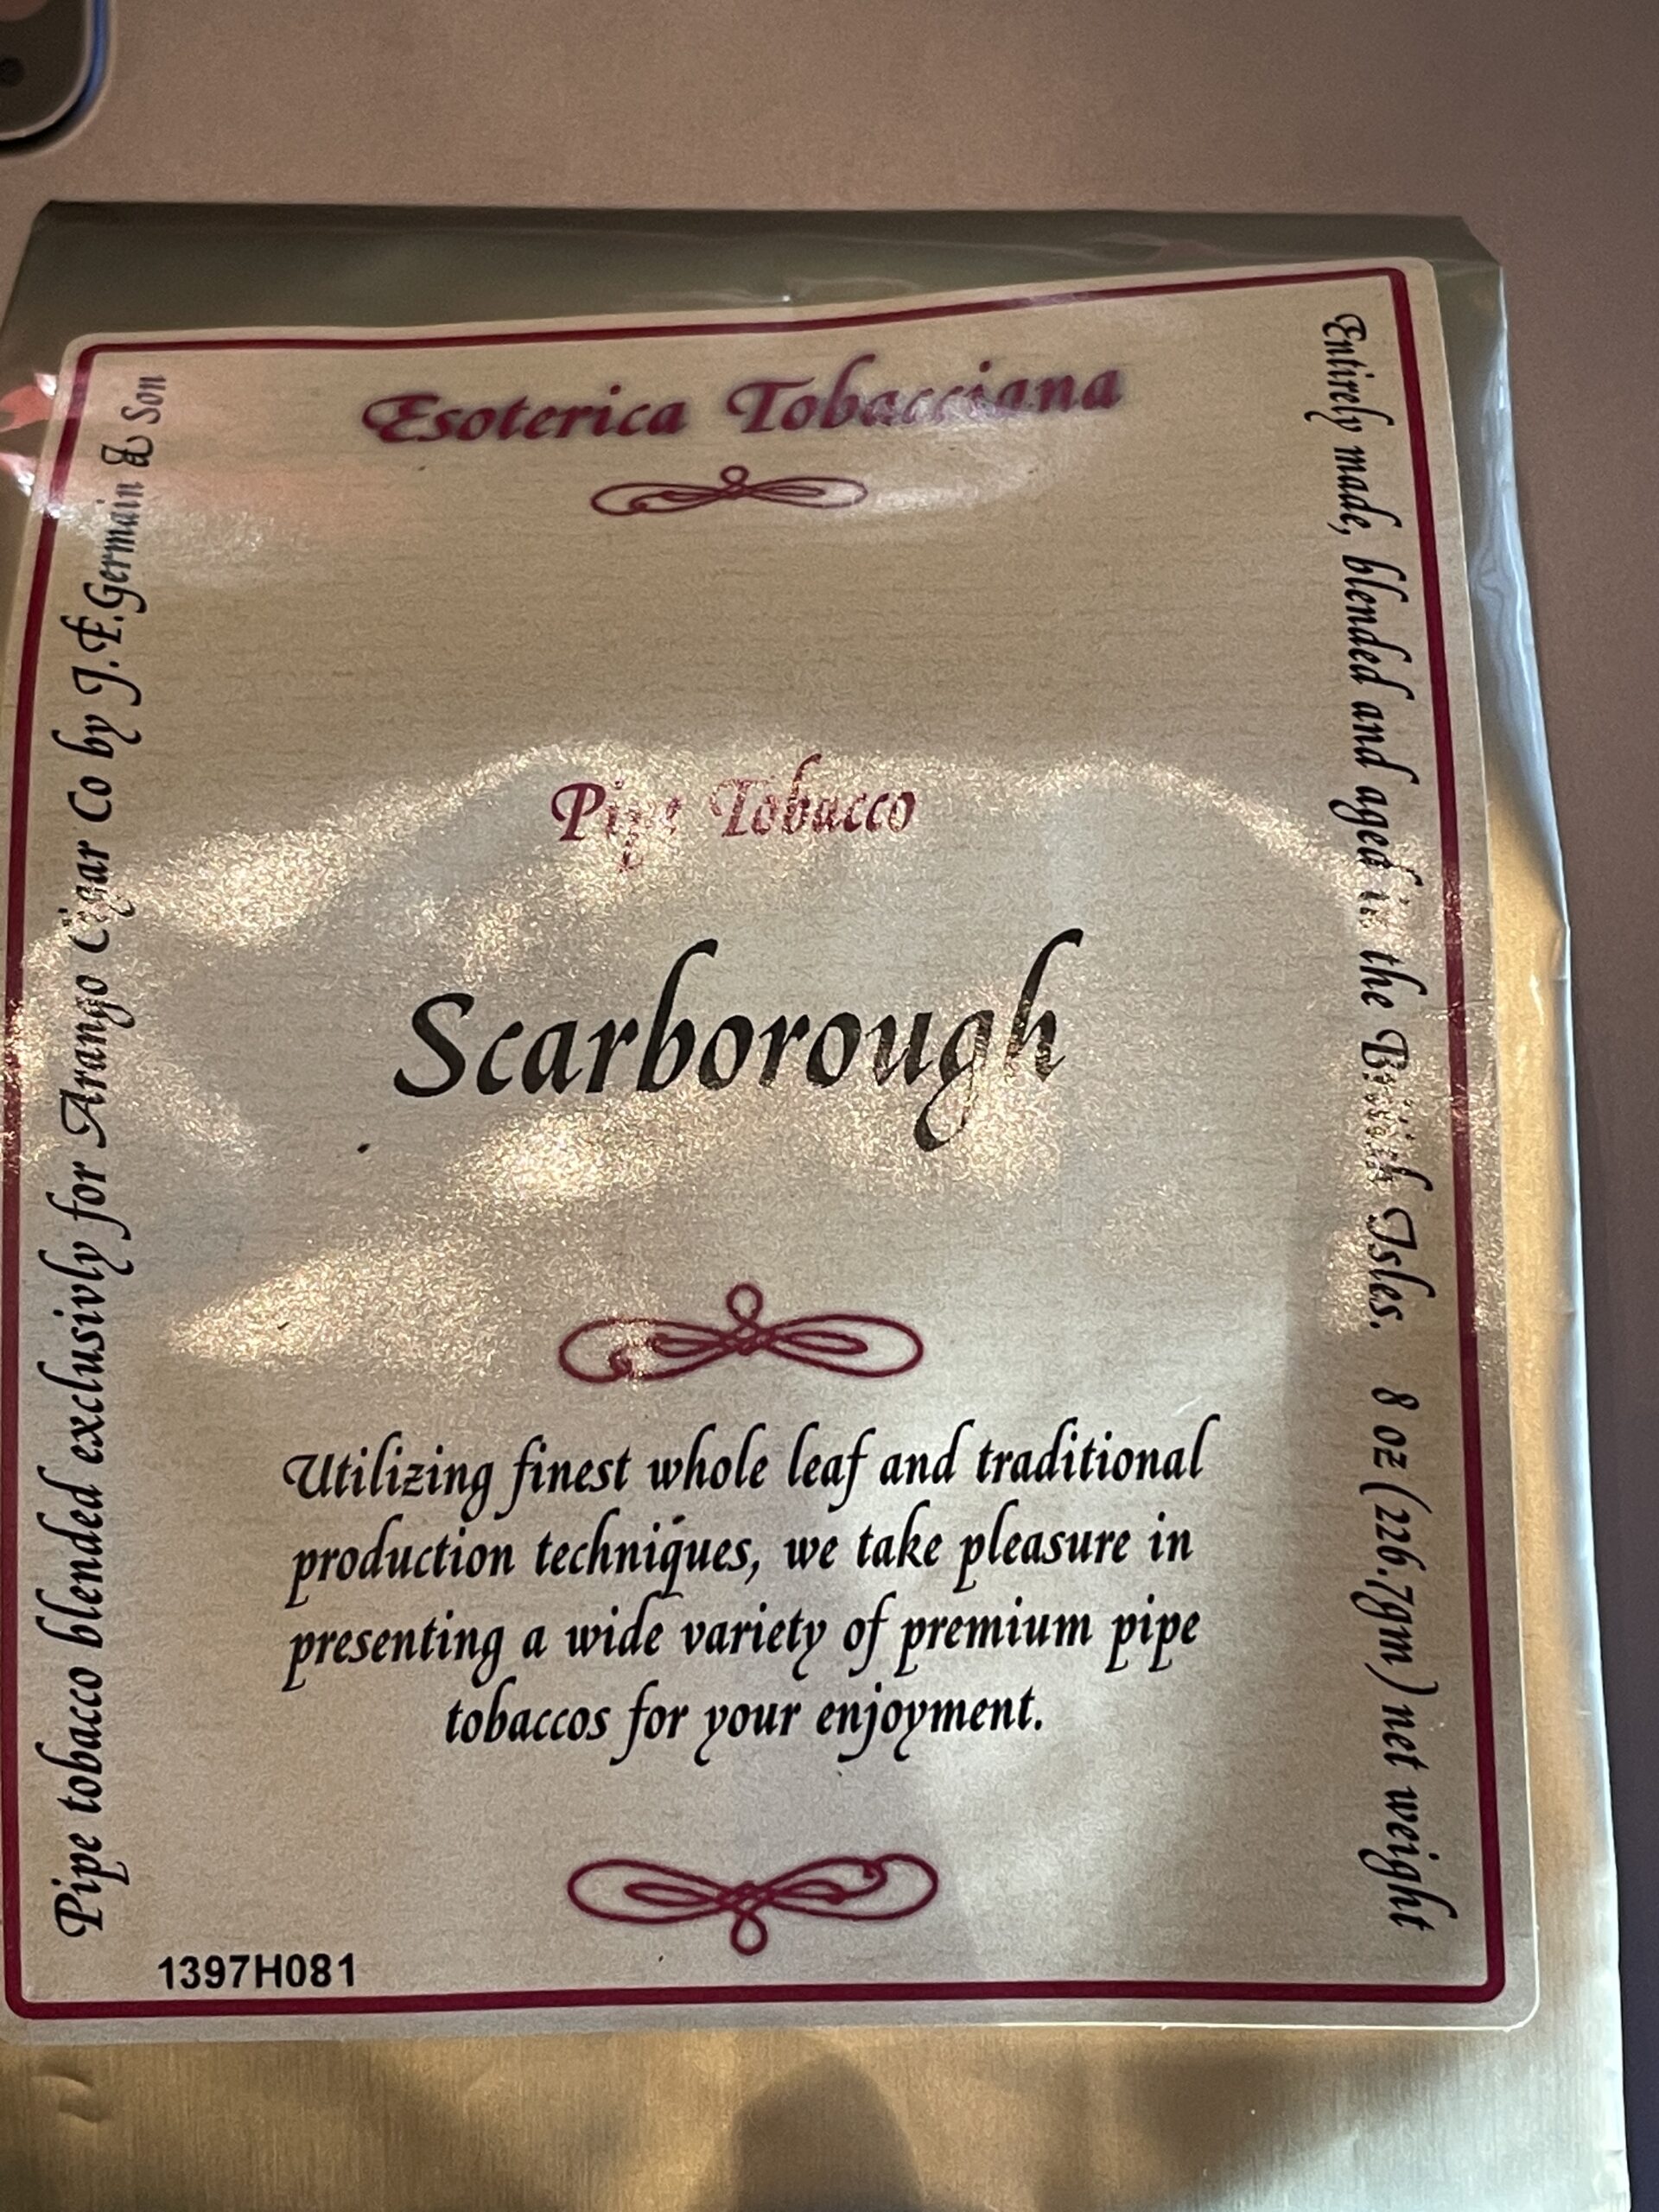 Esoterica Tobacciana
Pipe Tobacco
Scarborough
Utilizing finest whole leaf and traditional
production techniques, we take pleasure in
presenting a wide variety of premium pipe
tobaccos for your enjoyment.
1397H081
Pipe tobacco blended exclusivly for Arango Cigar Co by J.F.Germain & Son
Entirely made, blended and aged in the British Isles. 8 oz (226.7gm) net weight